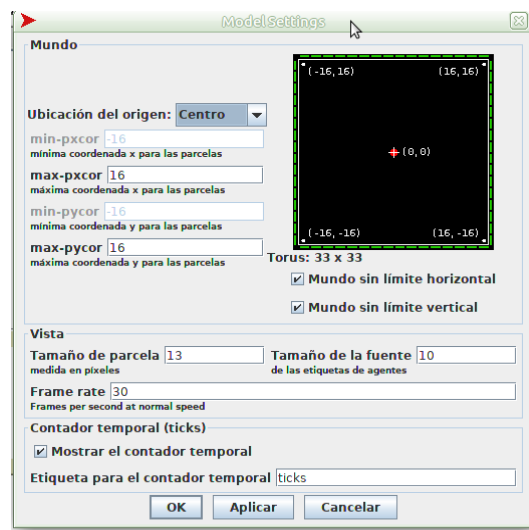 Model Settings
Mundo
(-16,16) (16,16)
Ubicación del origen: Centro
min-pxcor -16
mínima coordenada x para las parcelas
(0,0)
max-pxcor 16
máxima coordenada x para las parcelas
min-pycor -16
mínima coordenada y para las parcelas
(-16,-16) (16,-16)
max-pycor 16
máxima coordenada y para las parcelas
Torus: 33 x 33
Mundo sin límite horizontal
Mundo sin límite vertical
Vista
Tamaño de parcela 13 Tamaño de la fuente 10
medida en píxeles de las etiquetas de agentes
Frame rate 30
Frames per second at normal speed
Contador temporal (ticks)
Mostrar el contador temporal
Etiqueta para el contador temporal ticks
OK Aplicar Cancelar